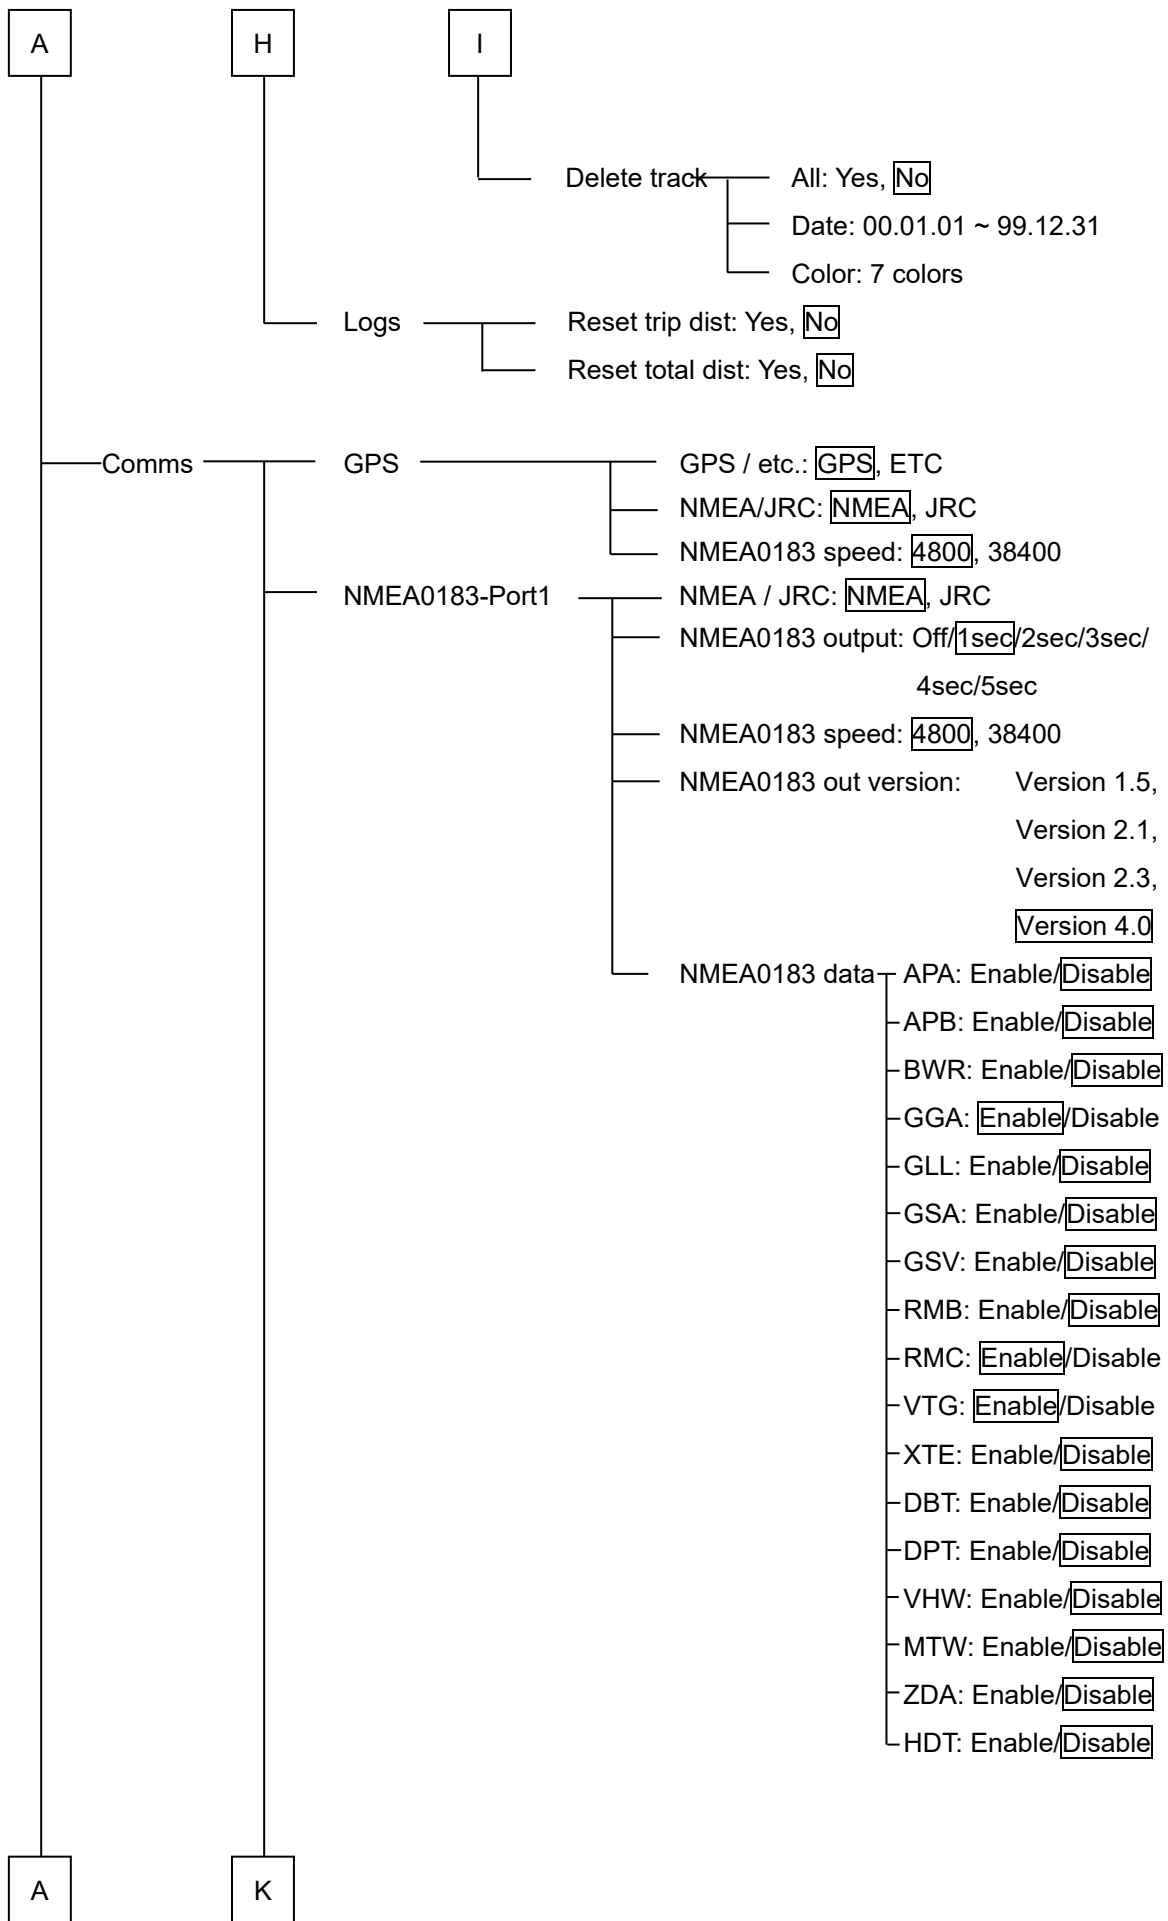 A H I
Delete track All: Yes, No
Date: 00.01.01 ~ 99.12.31
Color: 7 colors
Logs Reset trip dist: Yes, No
Reset total dist: Yes, No
Comms GPS GPS / etc.: GPS, ETC
NMEA/JRC: NMEA, JRC
NMEA0183 speed: 4800, 38400
NMEA0183-Port1 NMEA / JRC: NMEA, JRC
NMEA0183 output: Off/1sec/2sec/3sec/
4sec/5sec
NMEA0183 speed: 4800, 38400
NMEA0183 out version: Version 1.5,
Version 2.1,
Version 2.3,
Version 4.0
NMEA0183 data APA: Enable/Disable
APB: Enable/Disable
BWR: Enable/Disable
GGA: Enable/Disable
GLL: Enable/Disable
GSA: Enable/Disable
GSV: Enable/Disable
RMB: Enable/Disable
RMC: Enable/Disable
VTG: Enable/Disable
XTE: Enable/Disable
DBT: Enable/Disable
DPT: Enable/Disable
VHW: Enable/Disable
MTW: Enable/Disable
ZDA: Enable/Disable
HDT: Enable/Disable
A K